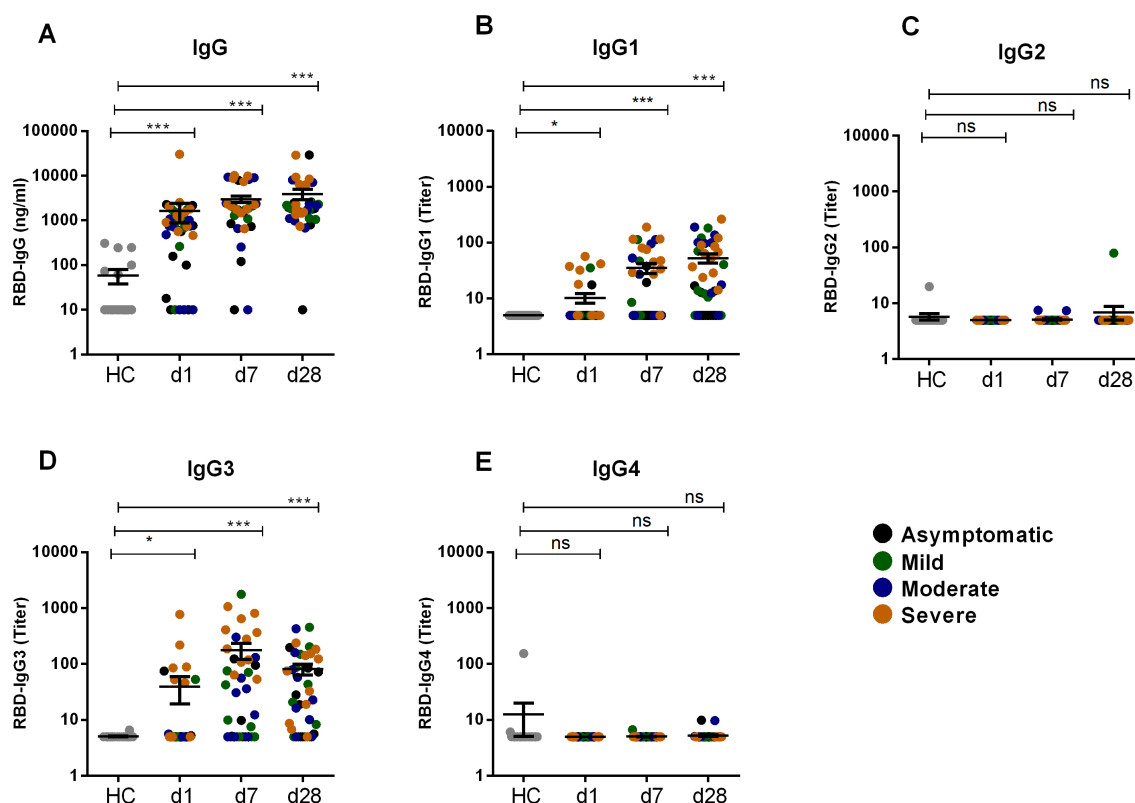 A
IgG
***
***
***
RBD-IgG (ng/ml)
100000
10000
1000
100
10
1
HC d1 d7 d28
B
IgG1
***
***
*
RBD-IgG1 (Titer)
10000
1000
100
10
1
HC d1 d7 d28
C
IgG2
ns
ns
ns
RBD-IgG2 (Titer)
10000
1000
100
10
1
HC d1 d7 d28
D
IgG3
***
***
*
RBD-IgG3 (Titer)
10000
1000
100
10
1
HC d1 d7 d28
E
IgG4
ns
ns
ns
RBD-IgG4 (Titer)
10000
1000
100
10
1
HC d1 d7 d28
Asymptomatic
Mild
Moderate
Severe